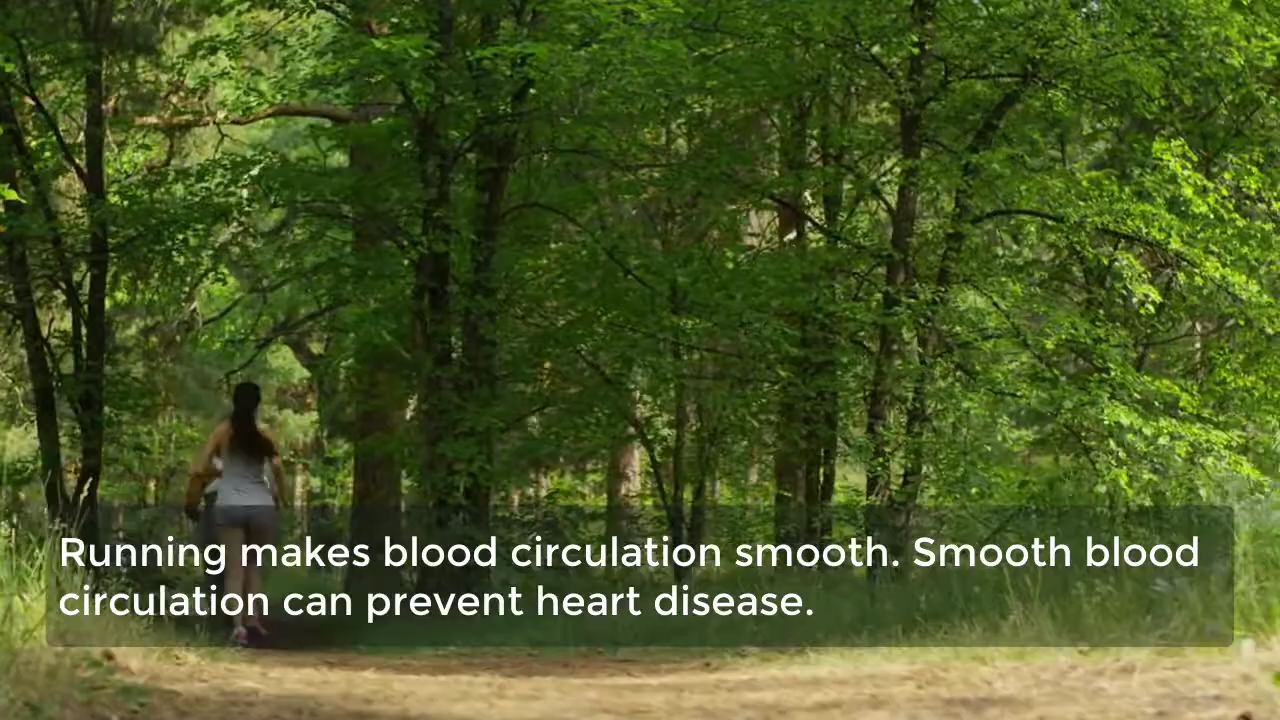 Running makes blood circulation smooth. Smooth blood
circulation can prevent heart disease.